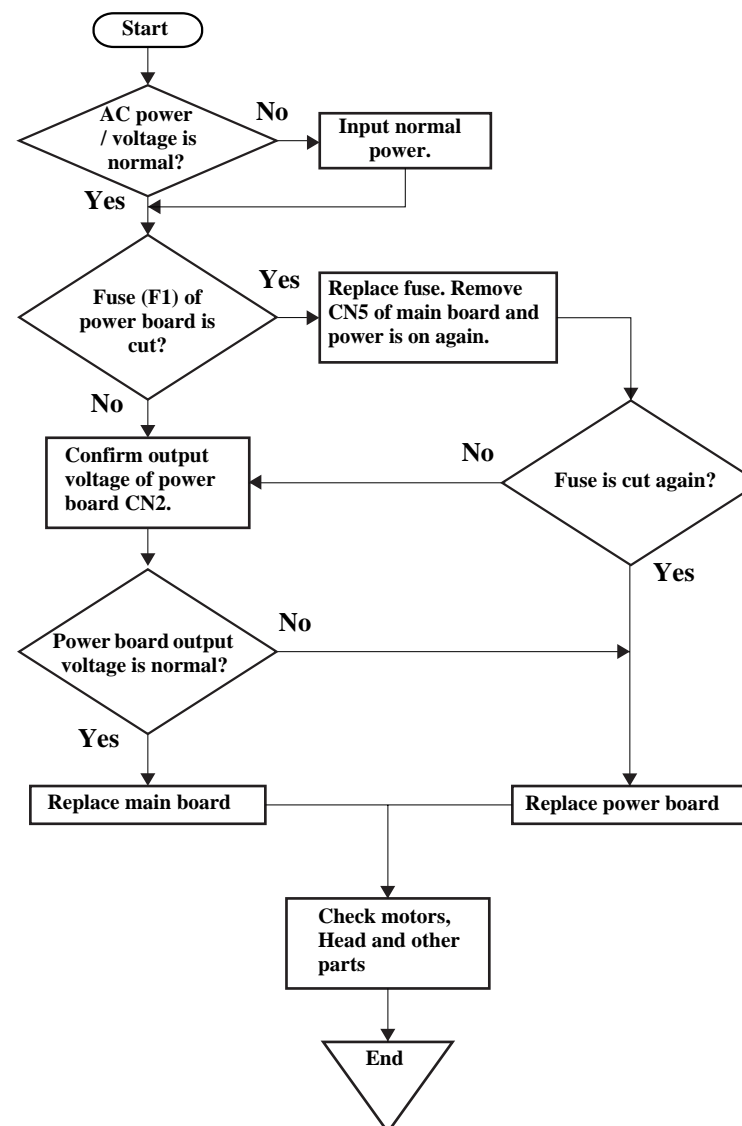 Start
AC power
/ voltage is
normal?
No
Input normal
power.
Yes
Fuse (F1) of
power board is
cut?
Yes
Replace fuse. Remove
CN5 of main board and
power is on again.
No
Confirm output
voltage of power
board CN2.
No
Fuse is cut again?
Yes
Power board output
voltage is normal?
No
Yes
Replace main board
Replace power board
Check motors,
Head and other
parts
End